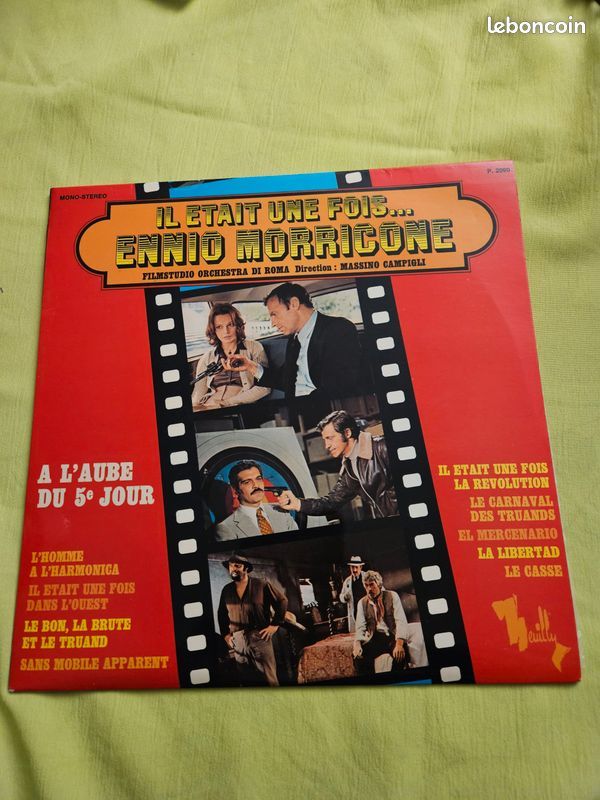 leboncoin
MONO-STEREO
P. 2060
IL ETAIT UNE FOIS...
ENNIO MORRICONE
FILMSTUDIO ORCHESTRA DI ROMA Direction : MASSINO CAMPIGLI
A L'AUBE
DU 5e JOUR
L'HOMME
A L'HARMONICA
IL ETAIT UNE FOIS
DANS L'OUEST
LE BON, LA BRUTE
ET LE TRUAND
SANS MOBILE APPARENT
IL ETAIT UNE FOIS
LA REVOLUTION
LE CARNAVAL
DES TRUANDS
EL MERCENARIO
LA LIBERTAD
LE CASSE
Neuilly